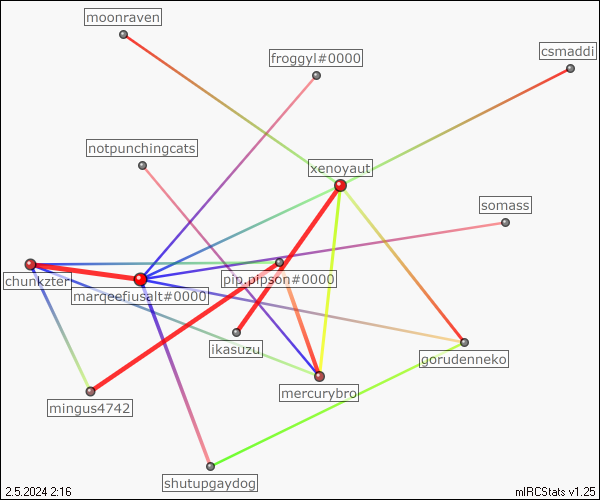 moonraven
csmaddi
froggyl#0000
notpunchingcats
xenoyaut
somass
chunkzter
pip.pipson#0000
marqeefjusalt#0000
ikasuzu
gorudenneko
mercurybro
mingus4742
shutupgaydog
2.5.2024 2:16
mIRCStats v1.25